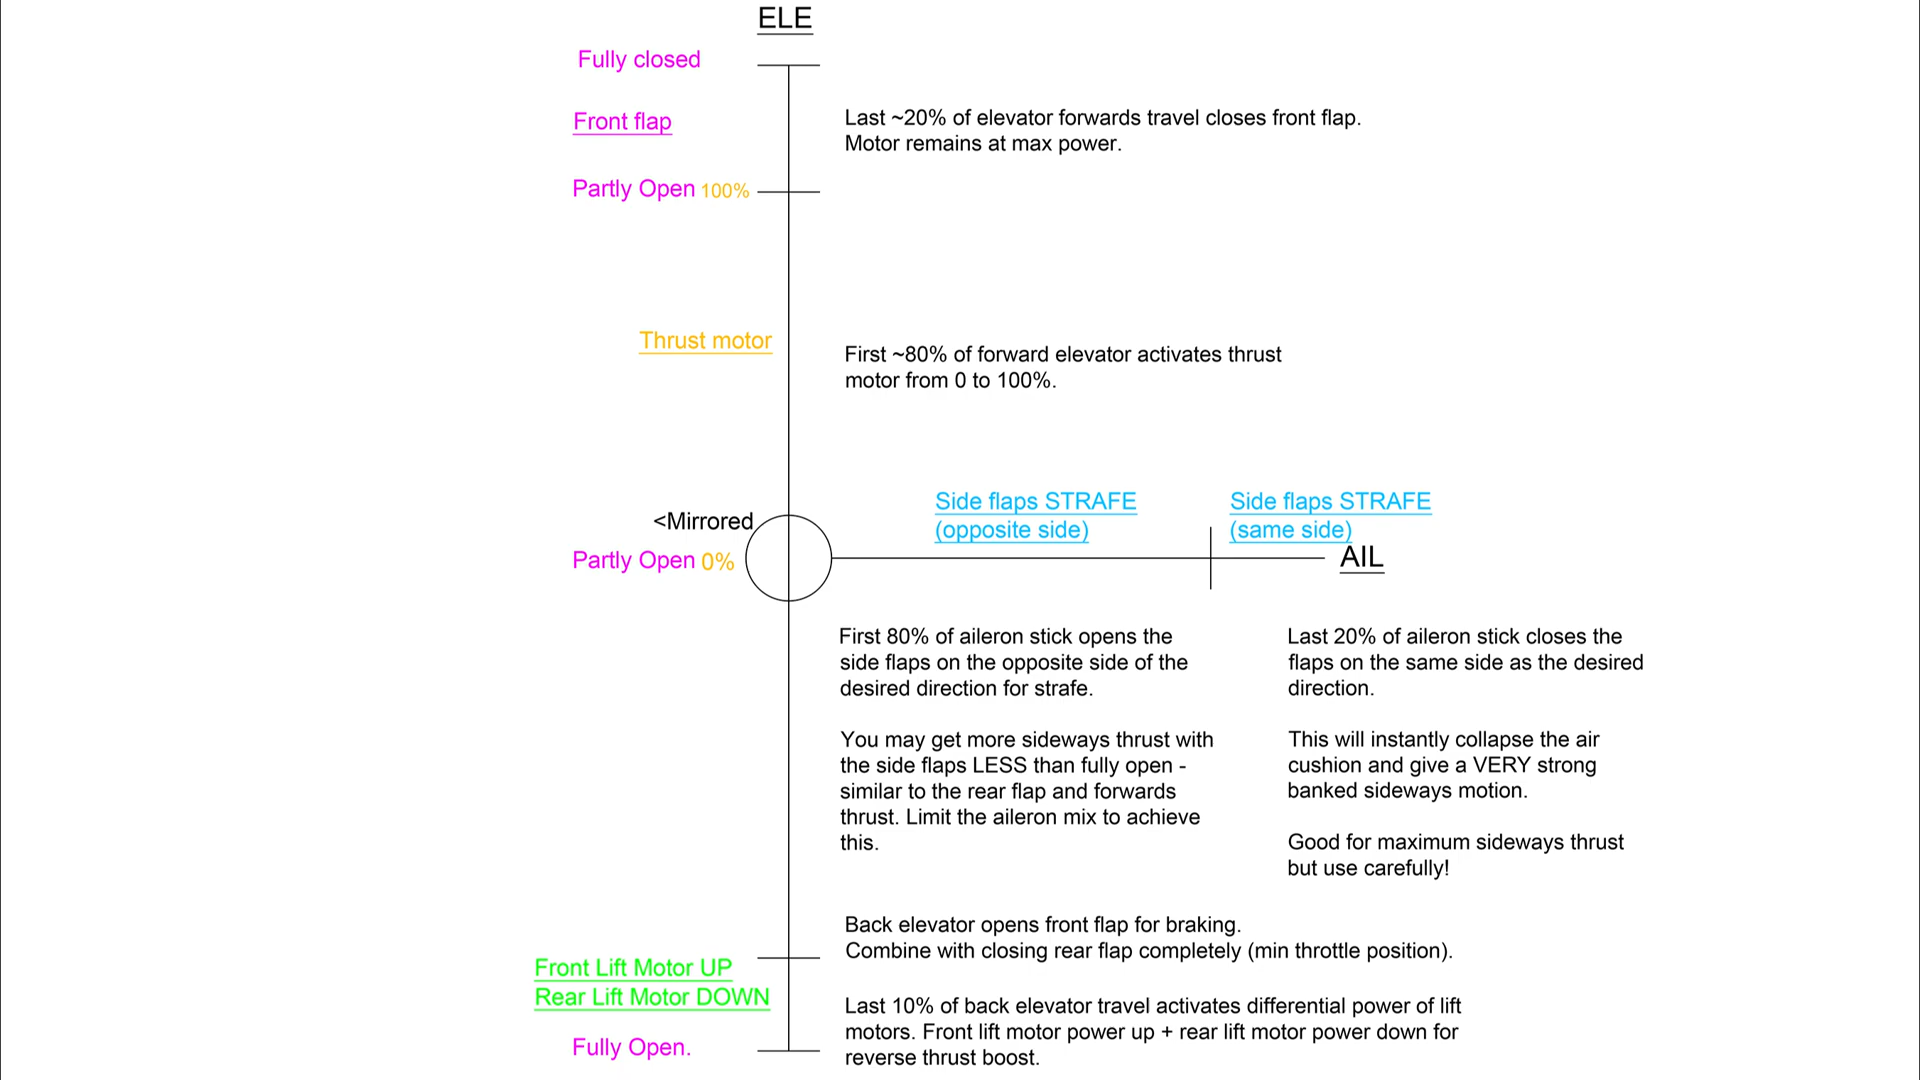 ELE
Fully closed
Front flap
Last ~20% of elevator forwards travel closes front flap.
Motor remains at max power.
Partly Open 100%
Thrust motor
First ~80% of forward elevator activates thrust
motor from 0 to 100%.
<Mirrored
Partly Open 0%
Side flaps STRAFE
(opposite side)
Side flaps STRAFE
(same side)
AIL
First 80% of aileron stick opens the
side flaps on the opposite side of the
desired direction for strafe.
You may get more sideways thrust with
the side flaps LESS than fully open -
similar to the rear flap and forwards
thrust. Limit the aileron mix to achieve
this.
Last 20% of aileron stick closes the
flaps on the same side as the desired
direction.
This will instantly collapse the air
cushion and give a VERY strong
banked sideways motion.
Good for maximum sideways thrust
but use carefully!
Back elevator opens front flap for braking.
Combine with closing rear flap completely (min throttle position).
Front Lift Motor UP
Rear Lift Motor DOWN
Last 10% of back elevator travel activates differential power of lift
motors. Front lift motor power up + rear lift motor power down for
reverse thrust boost.
Fully Open.